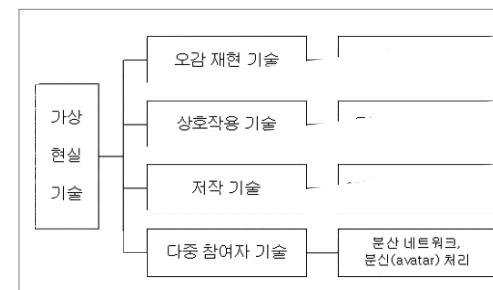 가상
현실
기술
오감 재현 기술
상호작용 기술
저작 기술
다중 참여자 기술
분산 네트워크,
분신(avatar) 처리